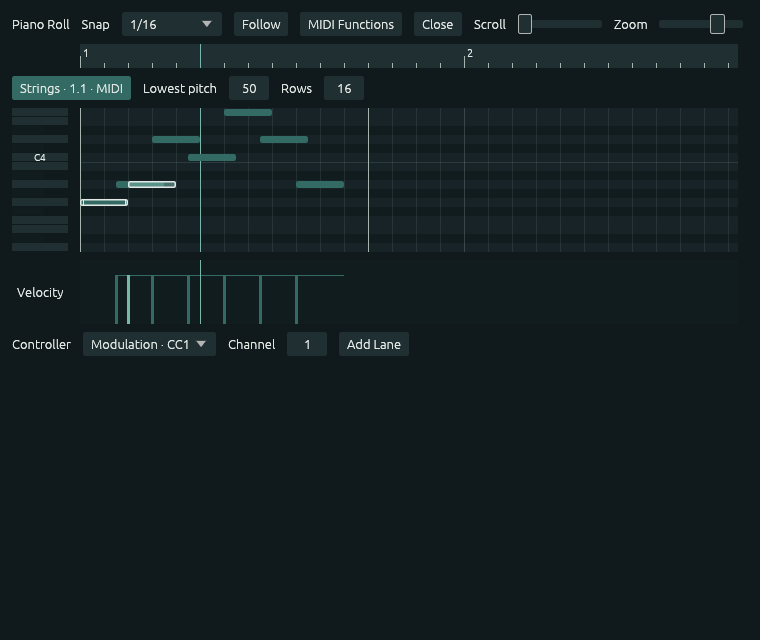 Piano Roll Snap 1/16 Follow MIDI Functions Close Scroll Zoom
1 2
Strings · 1.1 · MIDI Lowest pitch 50 Rows 16
C4
Velocity
Controller Modulation · CC1 Channel 1 Add Lane